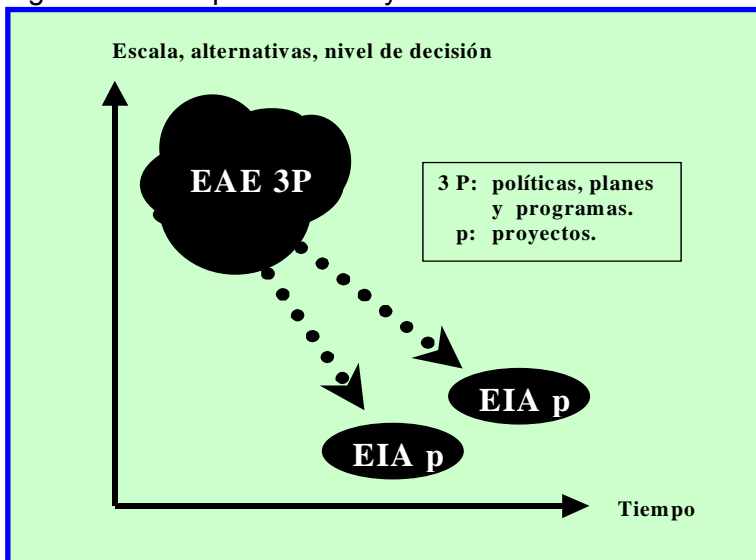 Escala, alternativas, nivel de decisión
EAE 3P
3 P: políticas, planes
y programas.
p: proyectos.
EIA p
EIA p
Tiempo